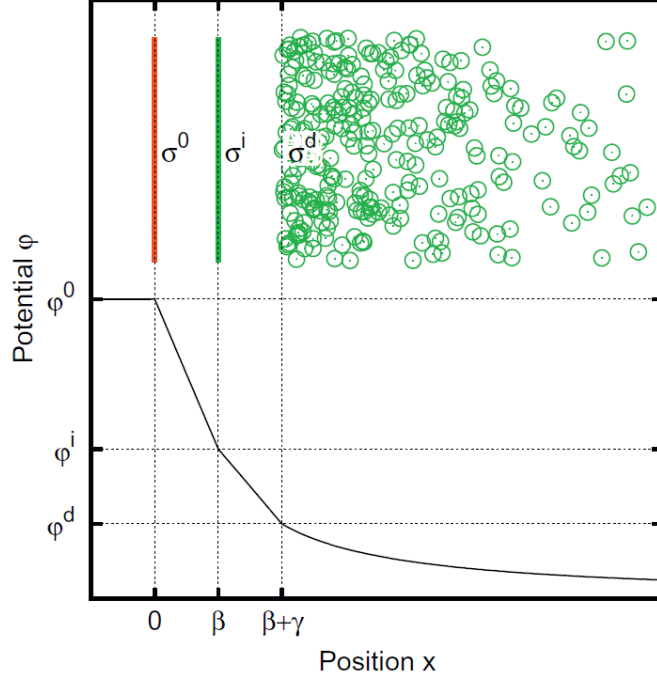 σ⁰ σⁱ σᵈ
Potential φ
φ⁰
φⁱ
φᵈ
0 β β+γ
Position x